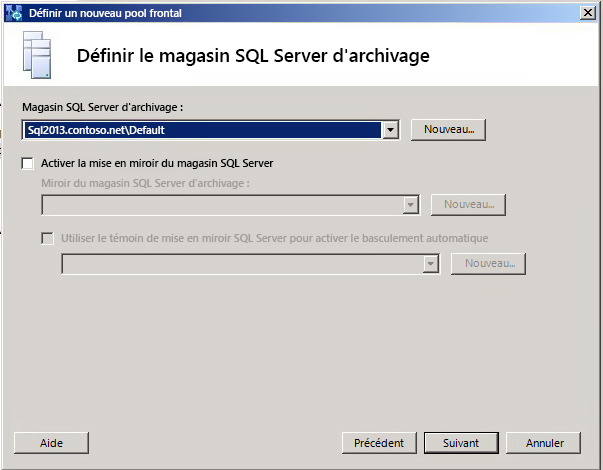 Définir un nouveau pool frontal
Définir le magasin SQL Server d'archivage
Magasin SQL Server d'archivage :
Sql2013.contoso.net\Default
Nouveau...
Activer la mise en miroir du magasin SQL Server
Miroir du magasin SQL Server d'archivage :
Nouveau...
Utiliser le témoin de mise en miroir SQL Server pour activer le basculement automatique
Nouveau...
Aide
Précédent
Suivant
Annuler